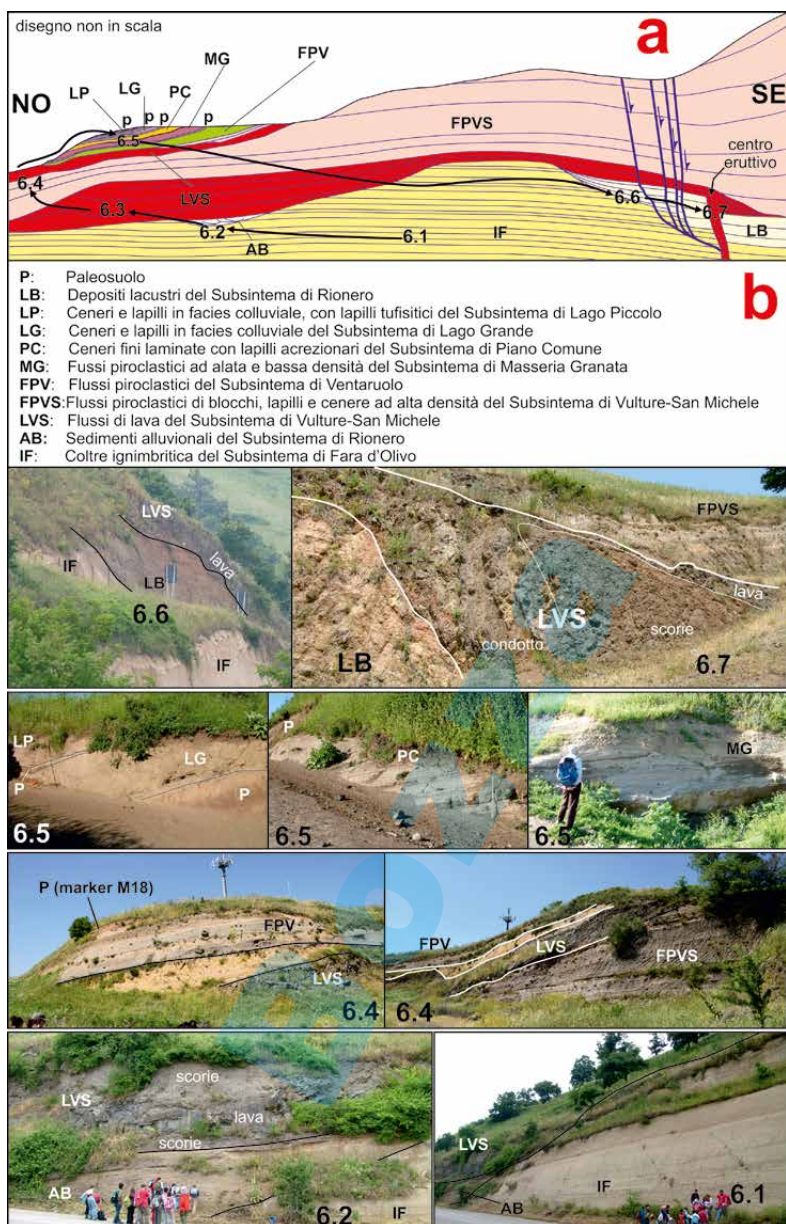 disegno non in scala
a
NO
SE
LP
LG
PC
MG
FPV
p
p
p
p
6.5
FPVS
centro
eruttivo
6.4
LVS
6.3
6.2
AB
6.1
IF
6.6
6.7
LB
b
P: Paleosuolo
LB: Depositi lacustri del Subsintema di Rionero
LP: Ceneri e lapilli in facies colluviale, con lapilli tufisitici del Subsintema di Lago Piccolo
LG: Ceneri e lapilli in facies colluviale del Subsintema di Lago Grande
PC: Ceneri fini laminate con lapilli acrezionari del Subsintema di Piano Comune
MG: Fussi piroclastici ad alata e bassa densità del Subsintema di Masseria Granata
FPV: Flussi piroclastici del Subsintema di Ventaruolo
FPVS:Flussi piroclastici di blocchi, lapilli e cenere ad alta densità del Subsintema di Vulture-San Michele
LVS: Flussi di lava del Subsintema di Vulture-San Michele
AB: Sedimenti alluvionali del Subsintema di Rionero
IF: Coltre ignimbritica del Subsintema di Fara d'Olivo
LVS
IF
LB
lava
6.6
IF
FPVS
LVS
lava
LB
condotto
scorie
6.7
LP
LG
P
P
6.5
P
PC
6.5
MG
6.5
P (marker M18)
FPV
LVS
6.4
FPV
LVS
FPVS
6.4
scorie
LVS
lava
scorie
AB
6.2
IF
LVS
AB
IF
6.1